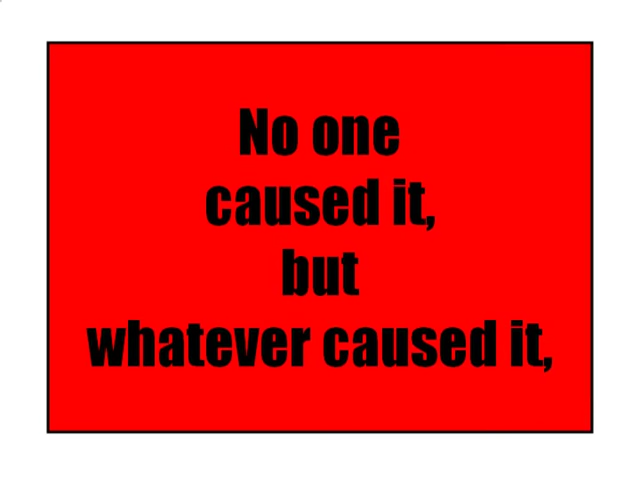 No one
caused it,
but
whatever caused it,